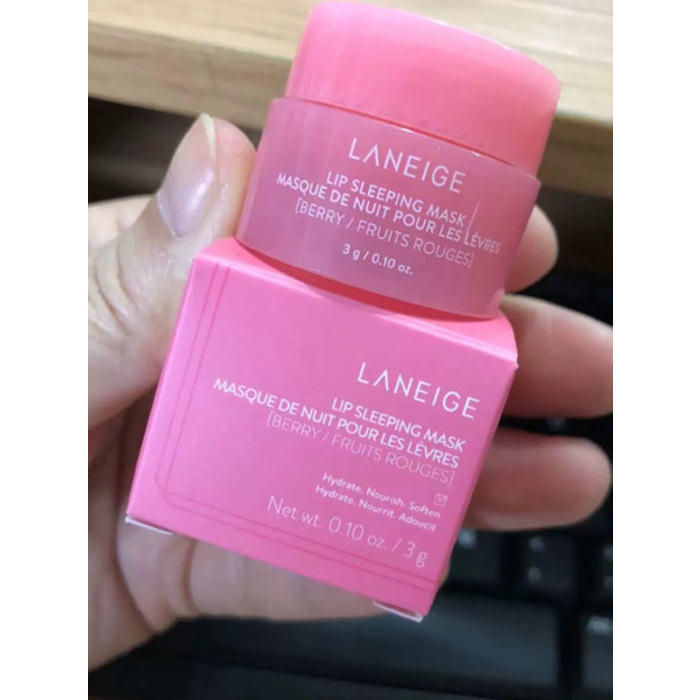 LANEIGE
LIP SLEEPING MASK
MASQUE DE NUIT POUR LES LÈVRES
[BERRY / FRUITS ROUGES]
3 g / 0.10 oz.
LANEIGE
LIP SLEEPING MASK
MASQUE DE NUIT POUR LES LÈVRES
[BERRY / FRUITS ROUGES]
Hydrate, Nourish, Soften
Hydrate, Nourrit, Adoucit
Net wt. 0.10 oz. / 3 g